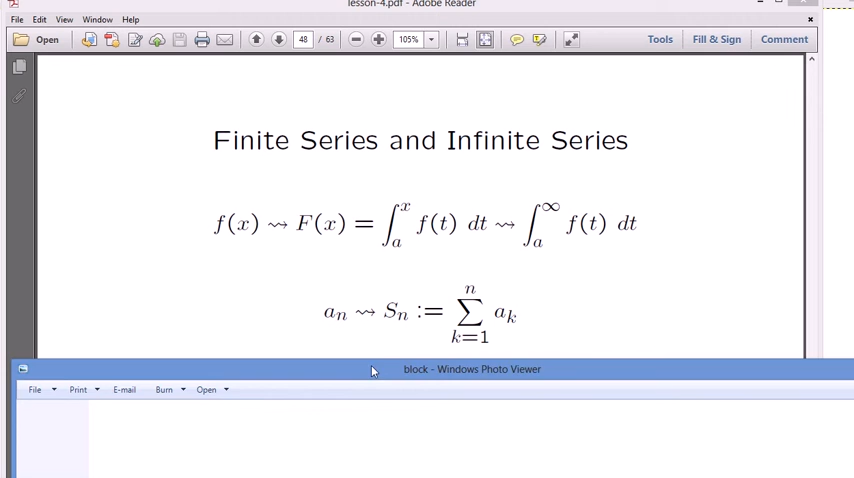 lesson-4.pdf - Adobe Reader
File Edit View Window Help
Open 48 / 63 105% Tools Fill & Sign Comment
Finite Series and Infinite Series
f(x) ⇝ F(x) = ∫_a^x f(t) dt ⇝ ∫_a^∞ f(t) dt
a_n ⇝ S_n := ∑_{k=1}^n a_k
block - Windows Photo Viewer
File Print E-mail Burn Open